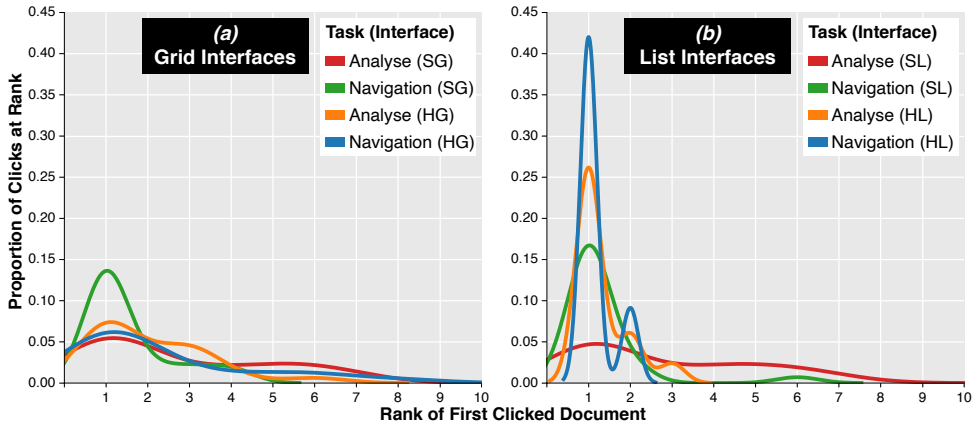 Proportion of Clicks at Rank
0.45
0.40
0.35
0.30
0.25
0.20
0.15
0.10
0.05
0.00
(a)
Grid Interfaces
Task (Interface)
Analyse (SG)
Navigation (SG)
Analyse (HG)
Navigation (HG)
1 2 3 4 5 6 7 8 9 10
0.45
0.40
0.35
0.30
0.25
0.20
0.15
0.10
0.05
0.00
(b)
List Interfaces
Task (Interface)
Analyse (SL)
Navigation (SL)
Analyse (HL)
Navigation (HL)
1 2 3 4 5 6 7 8 9 10
Rank of First Clicked Document